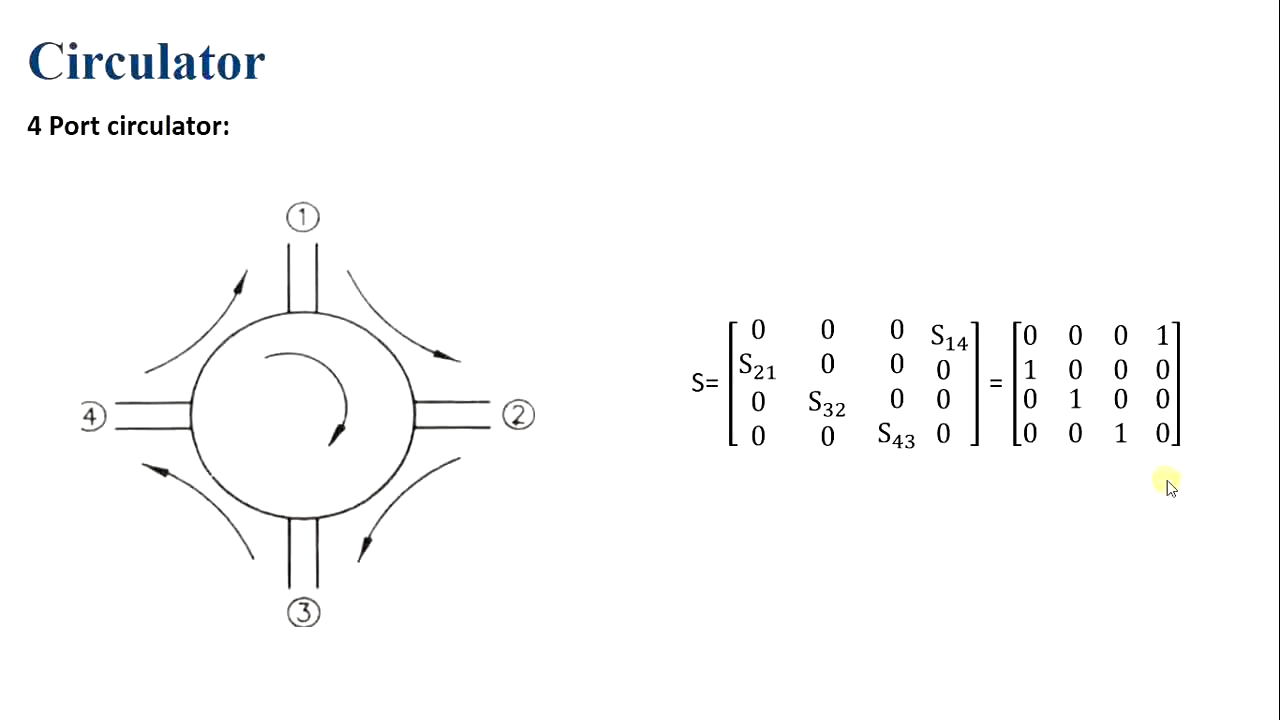 Circulator
4 Port circulator:
①
④
②
③
S= [ 0 0 0 S₁₄ ] = [ 0 0 0 1 ]
[ S₂₁ 0 0 0 ] [ 1 0 0 0 ]
[ 0 S₃₂ 0 0 ] [ 0 1 0 0 ]
[ 0 0 S₄₃ 0 ] [ 0 0 1 0 ]